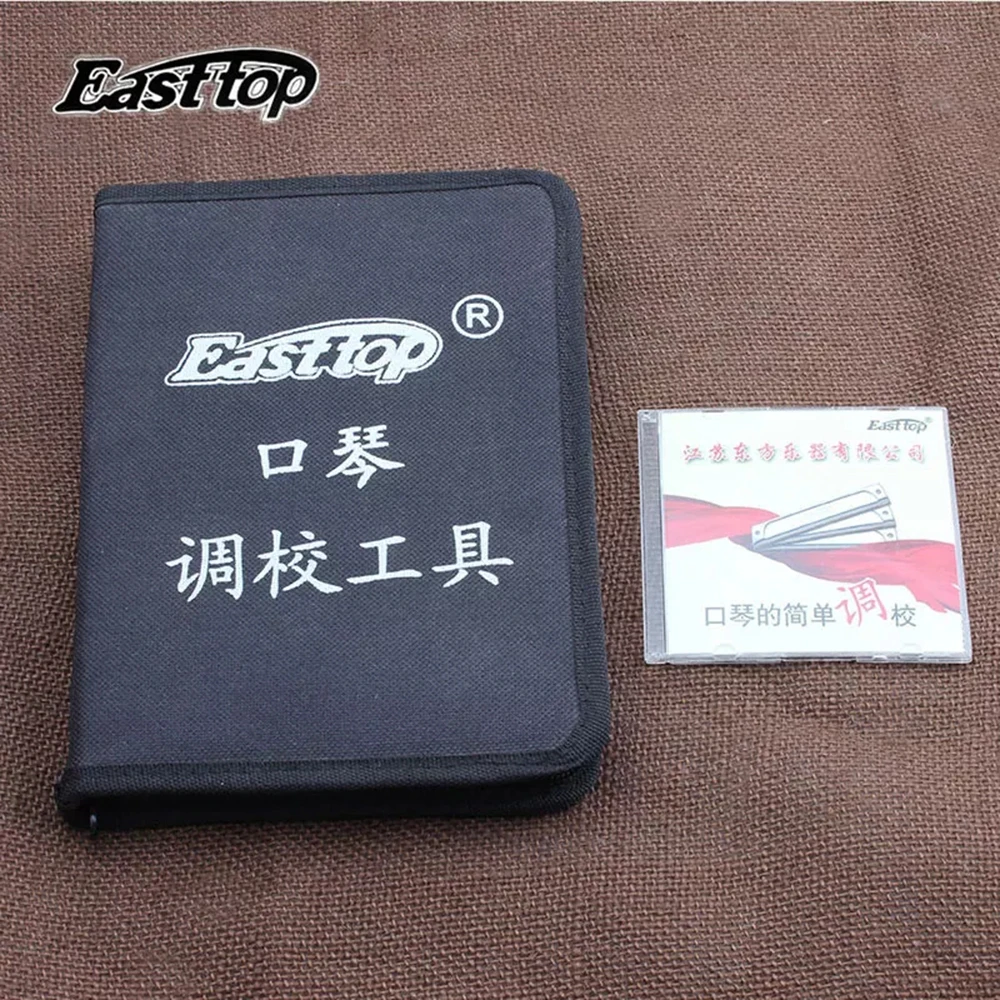 Easttop
Easttop ®
口琴
调校工具
Easttop®
江苏东方乐器有限公司
口琴的简单调校